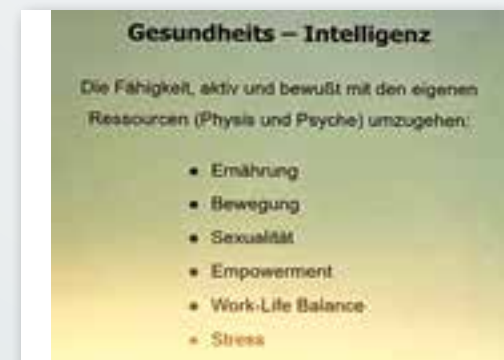 Gesundheits – Intelligenz
Die Fähigkeit, aktiv und bewußt mit den eigenen
Ressourcen (Physis und Psyche) umzugehen:
• Ernährung
• Bewegung
• Sexualität
• Empowerment
• Work-Life Balance
• Stress